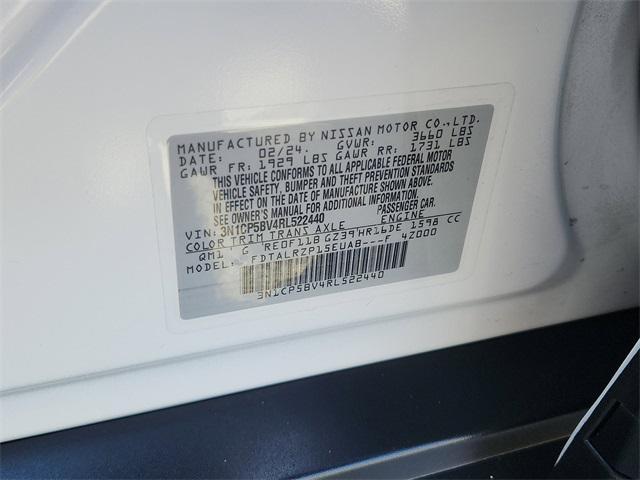 MANUFACTURED BY NISSAN MOTOR CO.,LTD.
DATE: 02/24. GVWR: 3660 LBS
GAWR FR: 1929 LBS GAWR RR: 1731 LBS
THIS VEHICLE CONFORMS TO ALL APPLICABLE FEDERAL MOTOR
VEHICLE SAFETY, BUMPER AND THEFT PREVENTION STANDARDS
IN EFFECT ON THE DATE OF MANUFACTURE SHOWN ABOVE.
SEE OWNER'S MANUAL FOR ADDITIONAL INFORMATION
VIN: 3N1CP5BV4RL522440 PASSENGER CAR.
COLOR TRIM TRANS AXLE ENGINE
QM1 G RE0F11B GZ39 HR16DE 1598 CC
MODEL: FDTALRZP15EUAB---F 4Z000
3N1CP5BV4RL522440